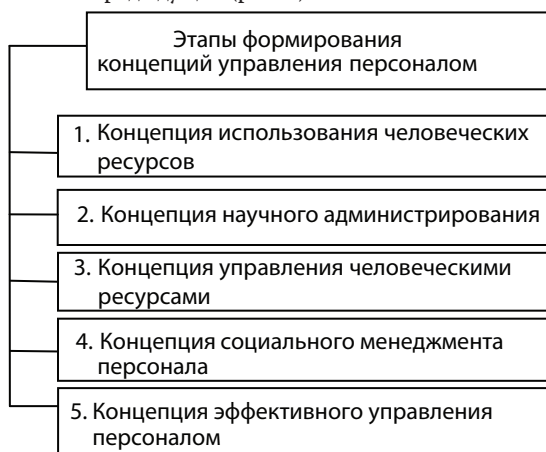 Этапы формирования
концепций управления персоналом
1. Концепция использования человеческих
ресурсов
2. Концепция научного администрирования
3. Концепция управления человеческими
ресурсами
4. Концепция социального менеджмента
персонала
5. Концепция эффективного управления
персоналом